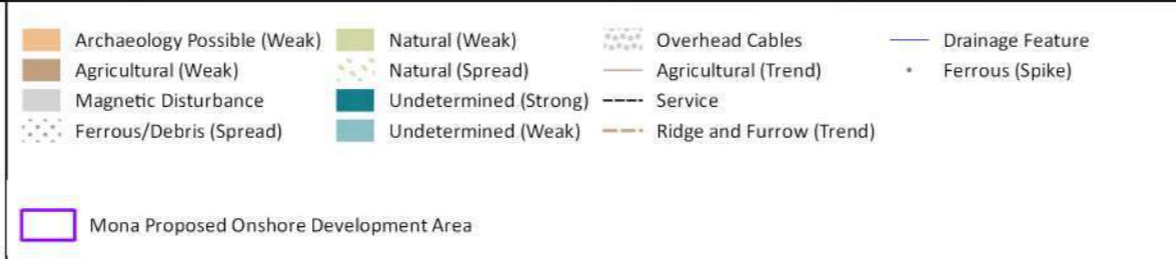 Archaeology Possible (Weak)
Agricultural (Weak)
Magnetic Disturbance
Ferrous/Debris (Spread)
Natural (Weak)
Natural (Spread)
Undetermined (Strong)
Undetermined (Weak)
Overhead Cables
Agricultural (Trend)
Service
Ridge and Furrow (Trend)
Drainage Feature
Ferrous (Spike)
Mona Proposed Onshore Development Area